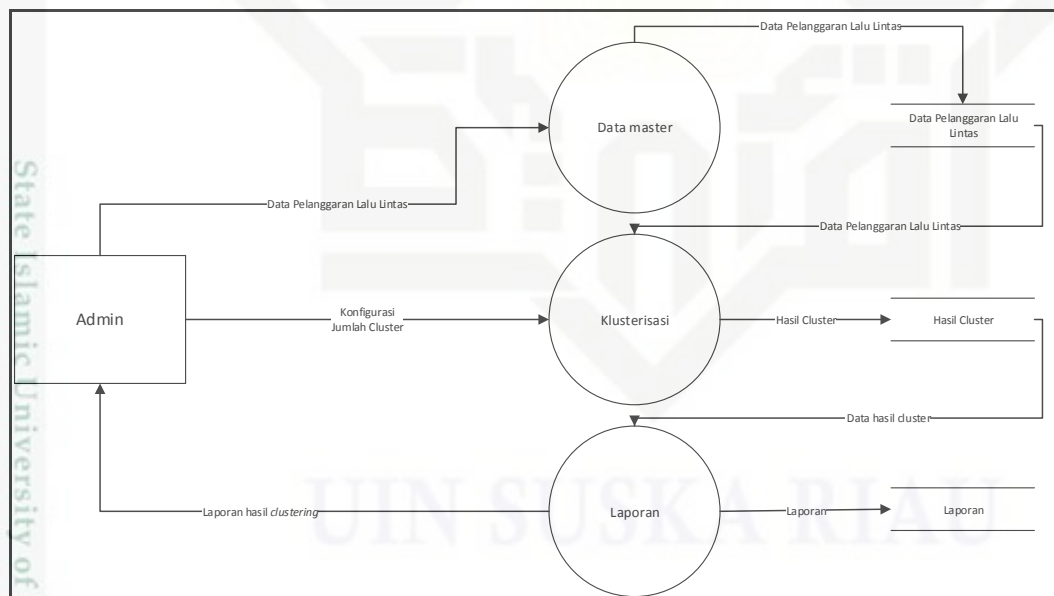 Data Pelanggaran Lalu Lintas
Data master
Data Pelanggaran Lalu
Lintas
Data Pelanggaran Lalu Lintas
Data Pelanggaran Lalu Lintas
Admin
Konfigurasi
Jumlah Cluster
Klusterisasi
Hasil Cluster
Hasil Cluster
Data hasil cluster
Laporan hasil clustering
Laporan
Laporan
Laporan
State Islamic University of
UIN SUSKA RIAU